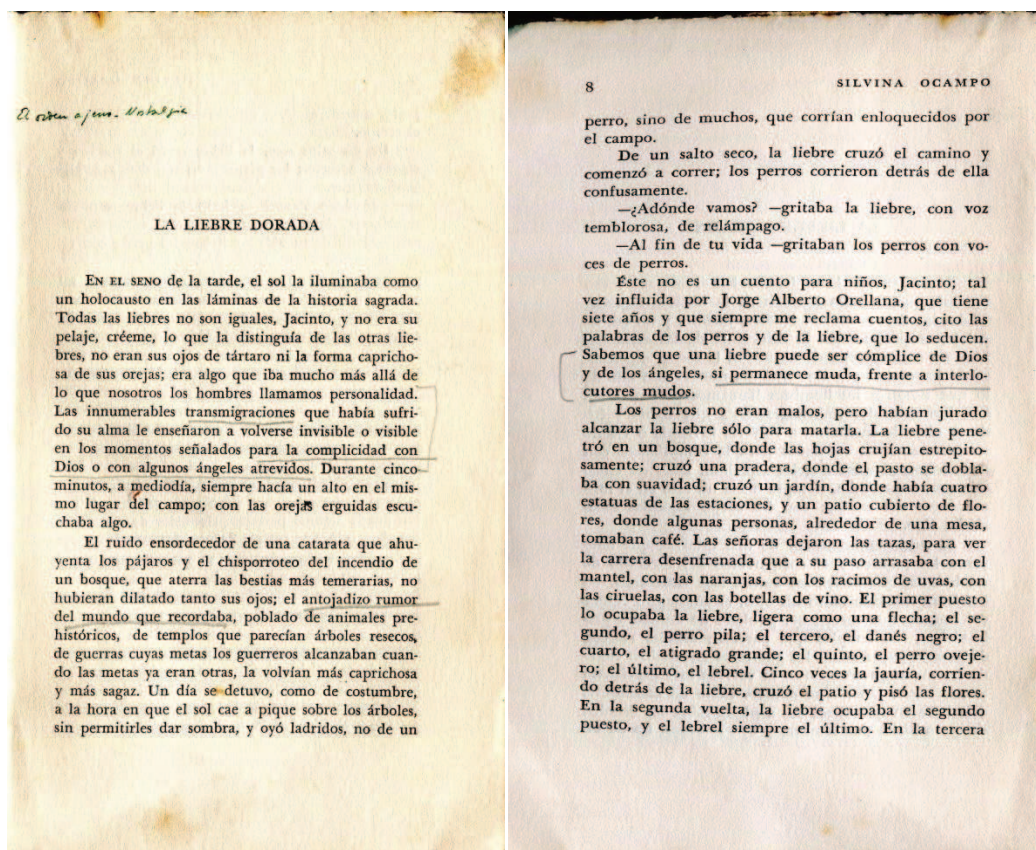 El orden ajeno. Nostalgia
LA LIEBRE DORADA
EN EL SENO de la tarde, el sol la iluminaba como
un holocausto en las láminas de la historia sagrada.
Todas las liebres no son iguales, Jacinto, y no era su
pelaje, créeme, lo que la distinguía de las otras lie-
bres, no eran sus ojos de tártaro ni la forma capricho-
sa de sus orejas; era algo que iba mucho más allá de
lo que nosotros los hombres llamamos personalidad.
Las innumerables transmigraciones que había sufri-
do su alma le enseñaron a volverse invisible o visible
en los momentos señalados para la complicidad con
Dios o con algunos ángeles atrevidos. Durante cinco
minutos, a mediodía, siempre hacía un alto en el mis-
mo lugar del campo; con las orejas erguidas escu-
chaba algo.
El ruido ensordecedor de una catarata que ahu-
yenta los pájaros y el chisporroteo del incendio de
un bosque, que aterra las bestias más temerarias, no
hubieran dilatado tanto sus ojos; el antojadizo rumor
del mundo que recordaba, poblado de animales pre-
históricos, de templos que parecían árboles resecos,
de guerras cuyas metas los guerreros alcanzaban cuan-
do las metas ya eran otras, la volvían más caprichosa
y más sagaz. Un día se detuvo, como de costumbre,
a la hora en que el sol cae a pique sobre los árboles,
sin permitirles dar sombra, y oyó ladridos, no de un
8 SILVINA OCAMPO
perro, sino de muchos, que corrían enloquecidos por
el campo.
De un salto seco, la liebre cruzó el camino y
comenzó a correr; los perros corrieron detrás de ella
confusamente.
—¿Adónde vamos? —gritaba la liebre, con voz
temblorosa, de relámpago.
—Al fin de tu vida —gritaban los perros con vo-
ces de perros.
Éste no es un cuento para niños, Jacinto; tal
vez influida por Jorge Alberto Orellana, que tiene
siete años y que siempre me reclama cuentos, cito las
palabras de los perros y de la liebre, que lo seducen.
Sabemos que una liebre puede ser cómplice de Dios
y de los ángeles, si permanece muda, frente a interlo-
cutores mudos.
Los perros no eran malos, pero habían jurado
alcanzar la liebre sólo para matarla. La liebre pene-
tró en un bosque, donde las hojas crujían estrepito-
samente; cruzó una pradera, donde el pasto se dobla-
ba con suavidad; cruzó un jardín, donde había cuatro
estatuas de las estaciones, y un patio cubierto de flo-
res, donde algunas personas, alrededor de una mesa,
tomaban café. Las señoras dejaron las tazas, para ver
la carrera desenfrenada que a su paso arrasaba con el
mantel, con las naranjas, con los racimos de uvas, con
las ciruelas, con las botellas de vino. El primer puesto
lo ocupaba la liebre, ligera como una flecha; el se-
gundo, el perro pila; el tercero, el danés negro; el
cuarto, el atigrado grande; el quinto, el perro oveje-
ro; el último, el lebrel. Cinco veces la jauría, corrien-
do detrás de la liebre, cruzó el patio y pisó las flores.
En la segunda vuelta, la liebre ocupaba el segundo
puesto, y el lebrel siempre el último. En la tercera